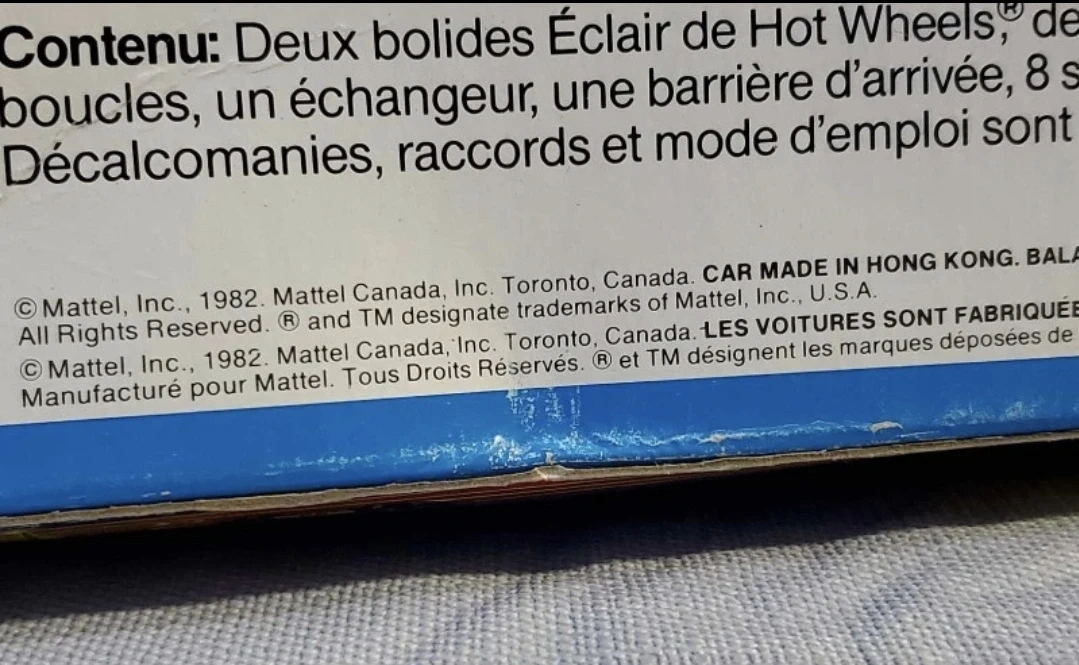 Contenu: Deux bolides Éclair de Hot Wheels,® de
boucles, un échangeur, une barrière d'arrivée, 8 s
Décalcomanies, raccords et mode d'emploi sont
© Mattel, Inc., 1982. Mattel Canada, Inc. Toronto, Canada. CAR MADE IN HONG KONG. BALA
All Rights Reserved. ® and TM designate trademarks of Mattel, Inc., U.S.A.
© Mattel, Inc., 1982. Mattel Canada, Inc. Toronto, Canada. LES VOITURES SONT FABRIQUÉE
Manufacturé pour Mattel. Tous Droits Réservés. ® et TM désignent les marques déposées de